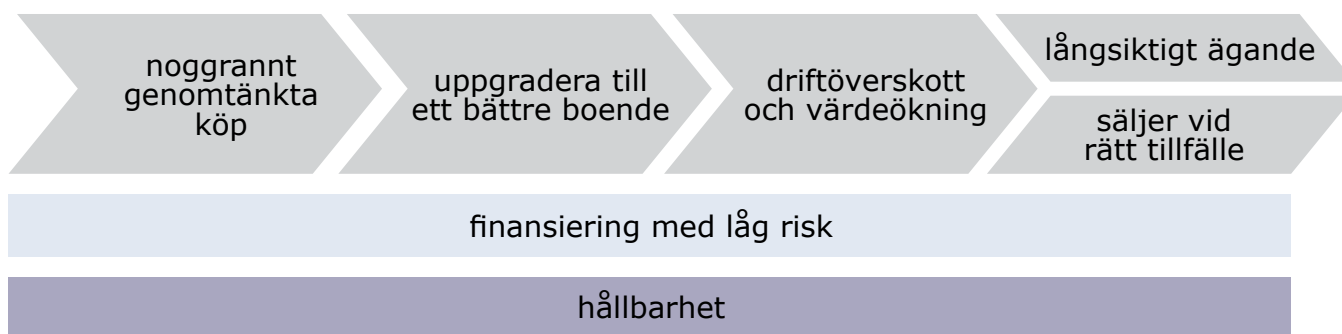 noggrannt
genomtänkta
köp
uppgradera till
ett bättre boende
driftöverskott
och värdeökning
långsiktigt ägande
säljer vid
rätt tillfälle
finansiering med låg risk
hållbarhet